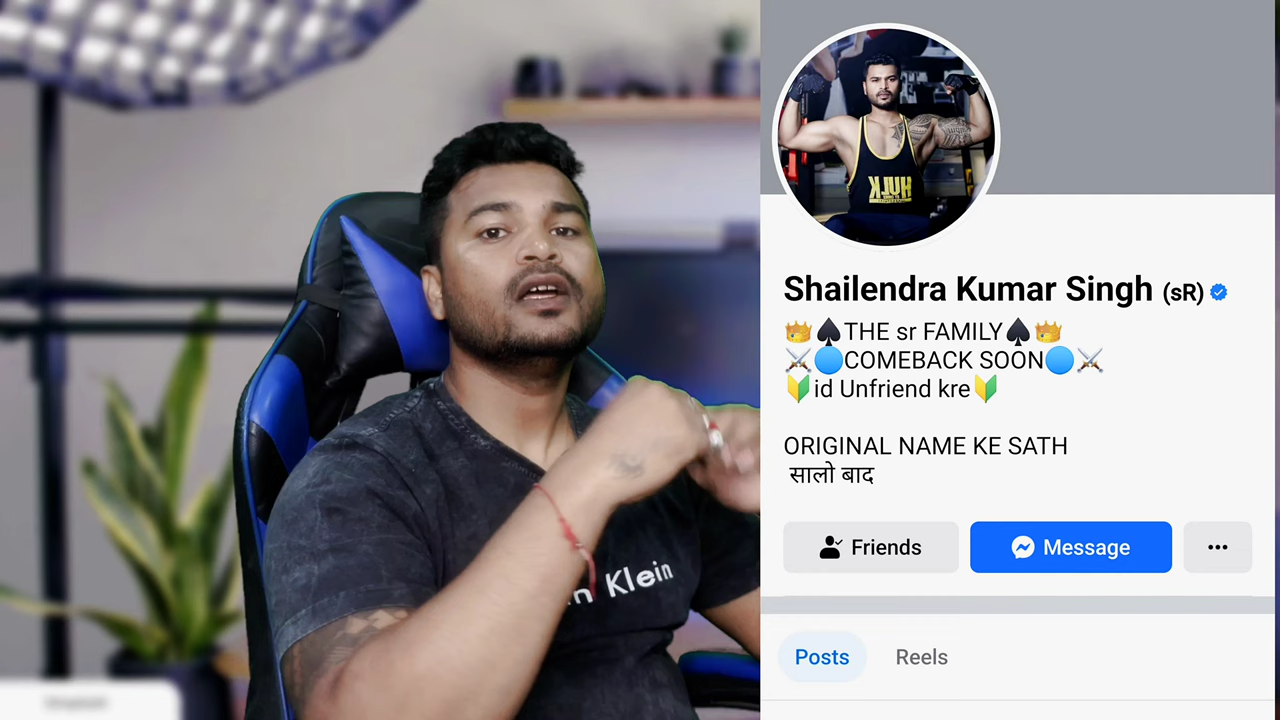 n Klein
HULK
Shailendra Kumar Singh (sR)
👑♠️THE sr FAMILY♠️👑
⚔️🔵COMEBACK SOON🔵⚔️
🔰id Unfriend kre🔰
ORIGINAL NAME KE SATH
सालो बाद
Friends
Message
Posts
Reels